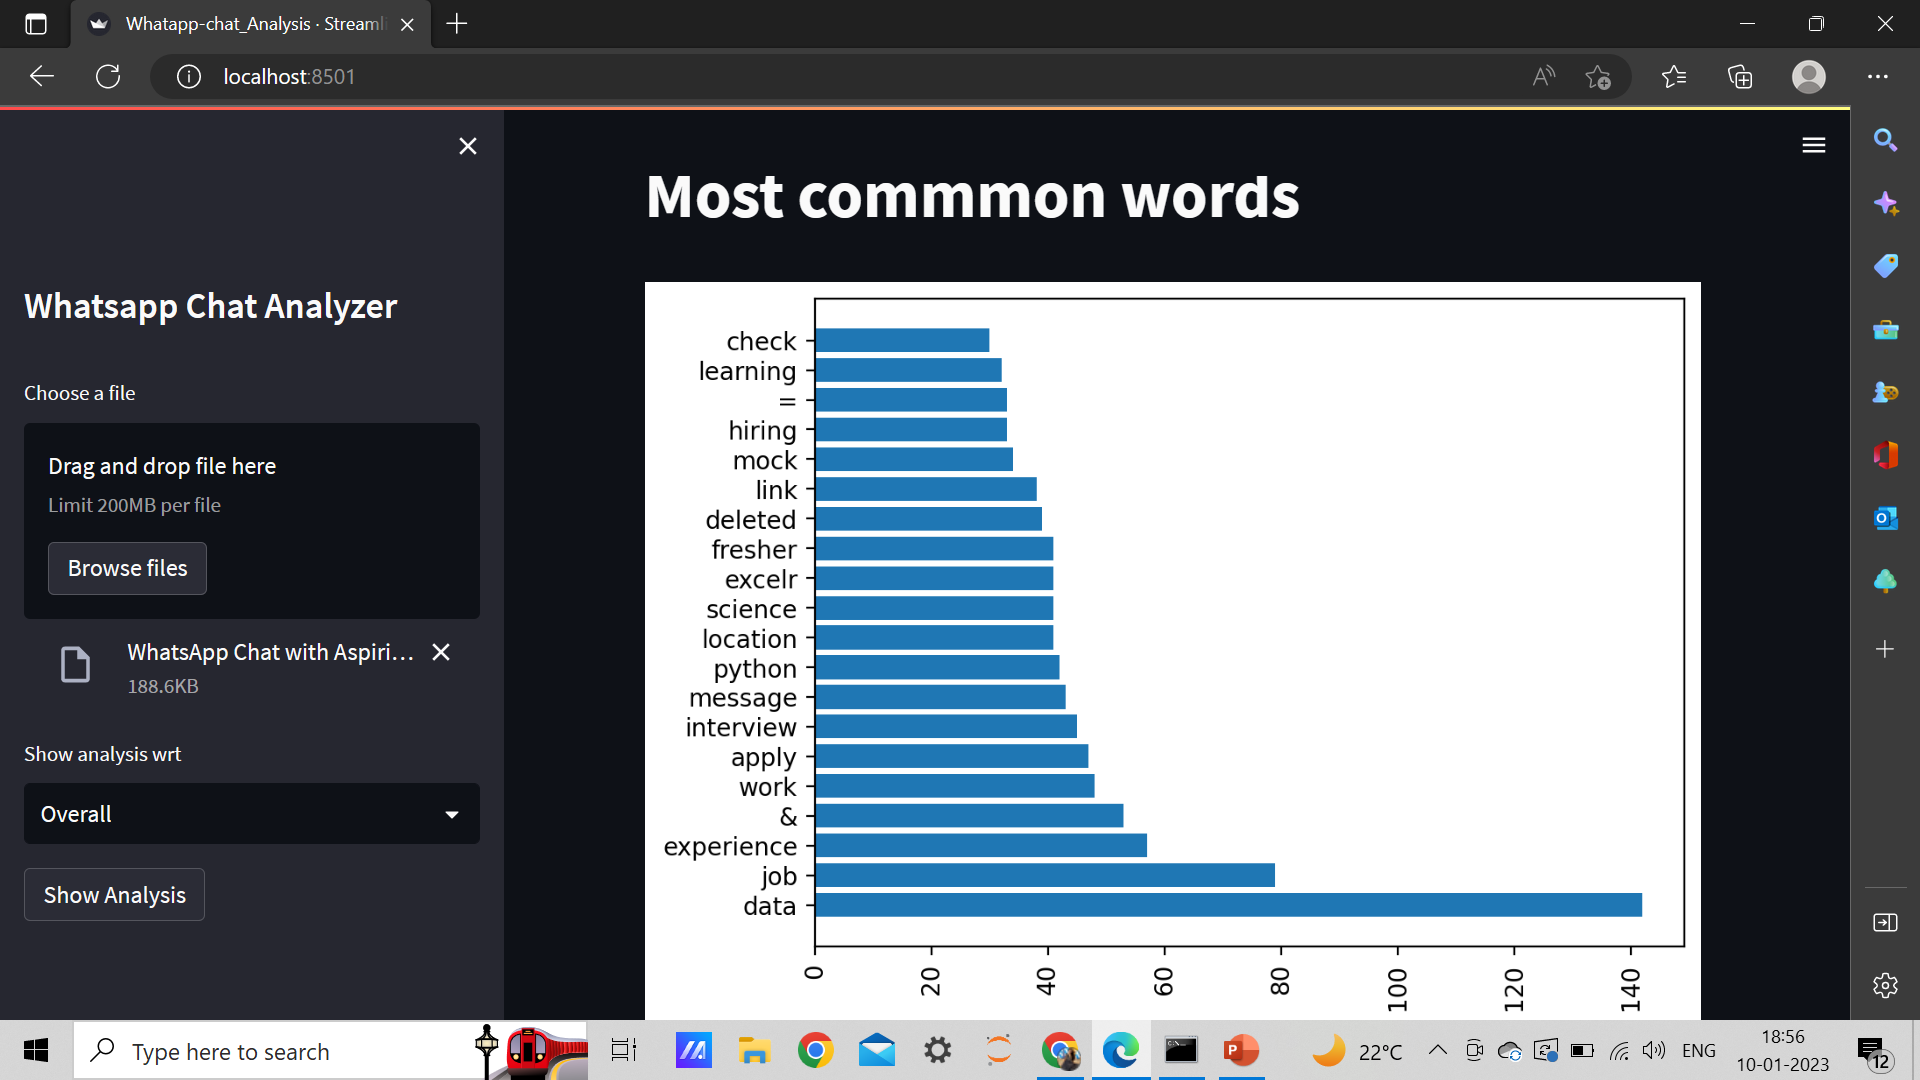 Whatapp-chat_Analysis · Streamli
localhost:8501
Whatsapp Chat Analyzer
Choose a file
Drag and drop file here
Limit 200MB per file
Browse files
WhatsApp Chat with Aspiri...
188.6KB
Show analysis wrt
Overall
Show Analysis
Most commmon words
check
learning
=
hiring
mock
link
deleted
fresher
excelr
science
location
python
message
interview
apply
work
&
experience
job
data
0 20 40 60 80 100 120 140
Type here to search
22°C
ENG
18:56
10-01-2023
12